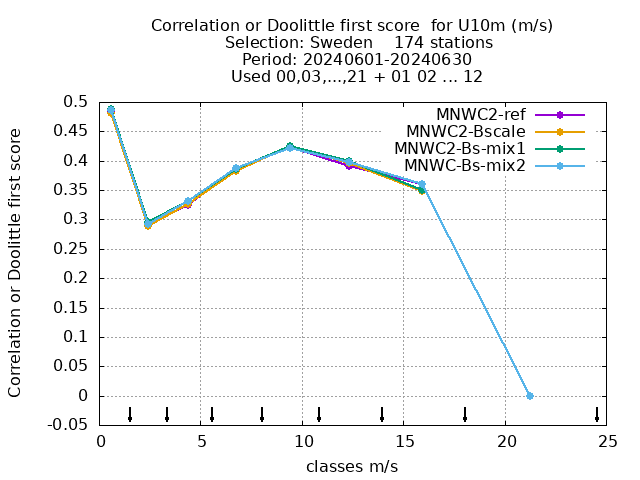 Correlation or Doolittle first score  for U10m (m/s)
Selection: Sweden    174 stations
Period: 20240601-20240630
Used 00,03,...,21 + 01 02 ... 12
MNWC2-ref
MNWC2-Bscale
MNWC2-Bs-mix1
MNWC-Bs-mix2
Correlation or Doolittle first score
0.5
0.45
0.4
0.35
0.3
0.25
0.2
0.15
0.1
0.05
0
-0.05
0 5 10 15 20 25
classes m/s